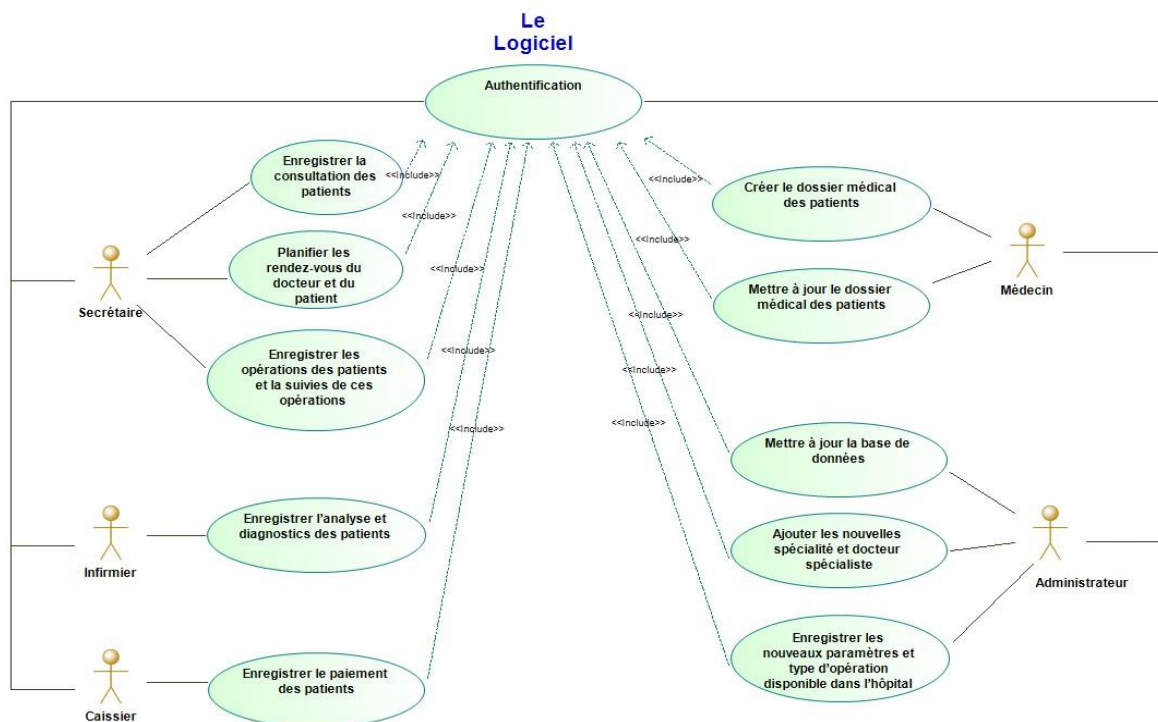 Le
Logiciel
Authentification
Enregistrer la
consultation des
patients
<<Include>>
<<Include>>
Planifier les
rendez-vous du
docteur et du
patient
<<Include>>
Secrétaire
Enregistrer les
opérations des patients
et la suivies de ces
opérations
<<Include>>
Enregistrer l'analyse et
diagnostics des patients
Infirmier
<<Include>>
Enregistrer le paiement
des patients
Caissier
<<Include>>
Créer le dossier médical
des patients
<<Include>>
Mettre à jour le dossier
médical des patients
Médecin
<<Include>>
<<Include>>
Mettre à jour la base de
données
<<Include>>
Ajouter les nouvelles
spécialité et docteur
spécialiste
Administrateur
Enregistrer les
nouveaux paramètres et
type d'opération
disponible dans l'hôpital